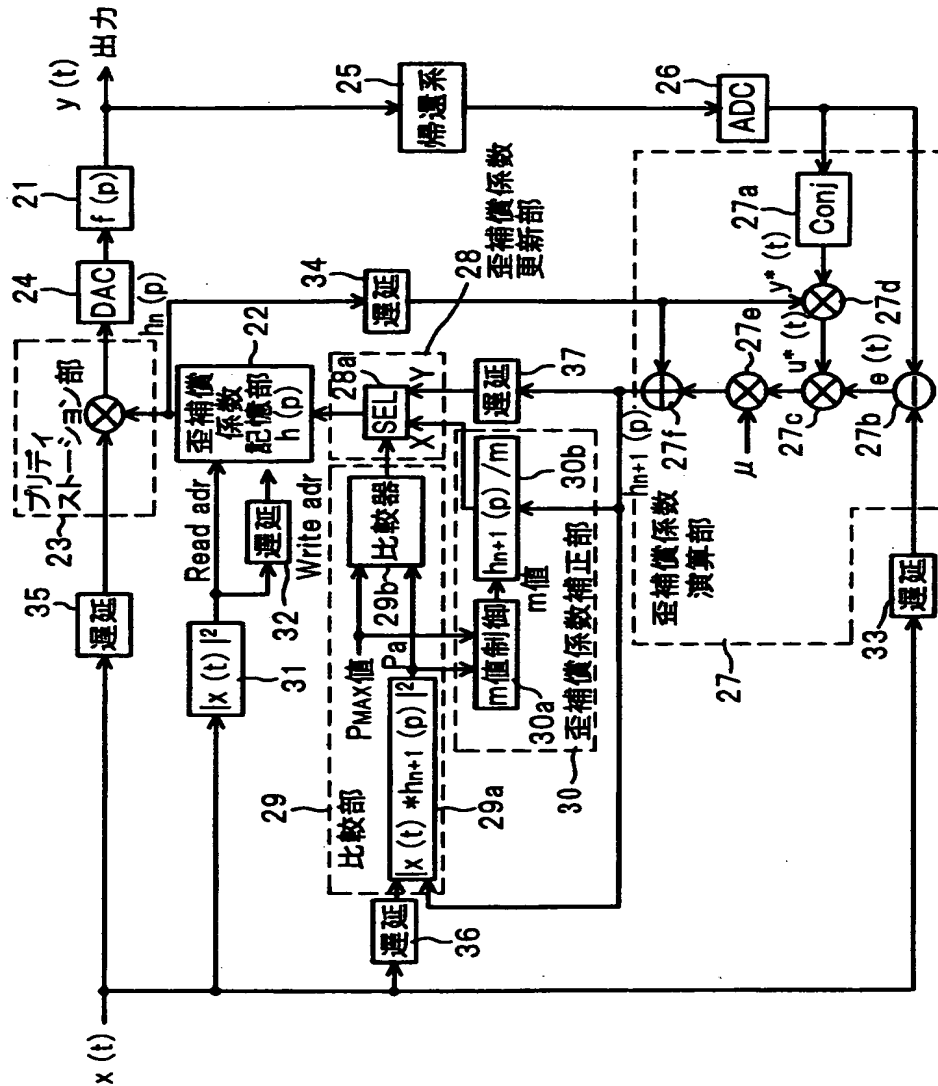 x(t)
35
遅延
プリディ
ストーション部
23
24
DAC
21
f(p)
y(t)
出力
hn(p)
|x(t)|²
31
Read adr
遅延
32
Write adr
22
歪補償
係数
記憶部
h(p)
34
遅延
25
帰還系
29
比較部
PMAX値
Pa
比較器
29b
|x(t)*hn+1(p)|²
29a
遅延
36
28a
SEL
X
Y
28
歪補償係数
更新部
m値制御
30a
m値
hn+1(p)/m
30b
歪補償係数補正部
30
遅延
37
hn+1(p)
26
ADC
27a
Conj
y*(t)
27d
u*(t)
27e
27f
μ
27c
e(t)
27b
歪補償係数
演算部
27
33
遅延